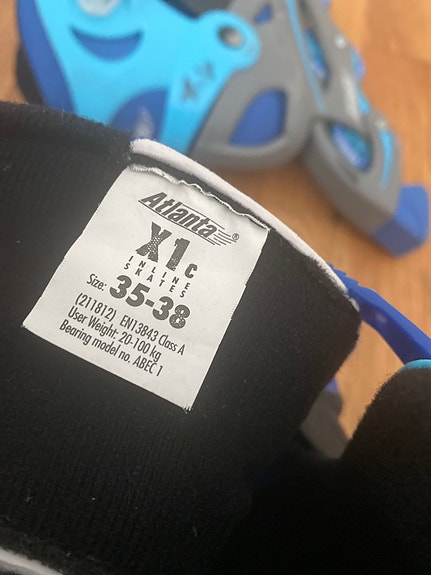 Atlanta®
X1c
INLINE
SKATES
Size: 35-38
(211812) EN13843 Class A
User Weight: 20-100 kg
Bearing model no. ABEC 1